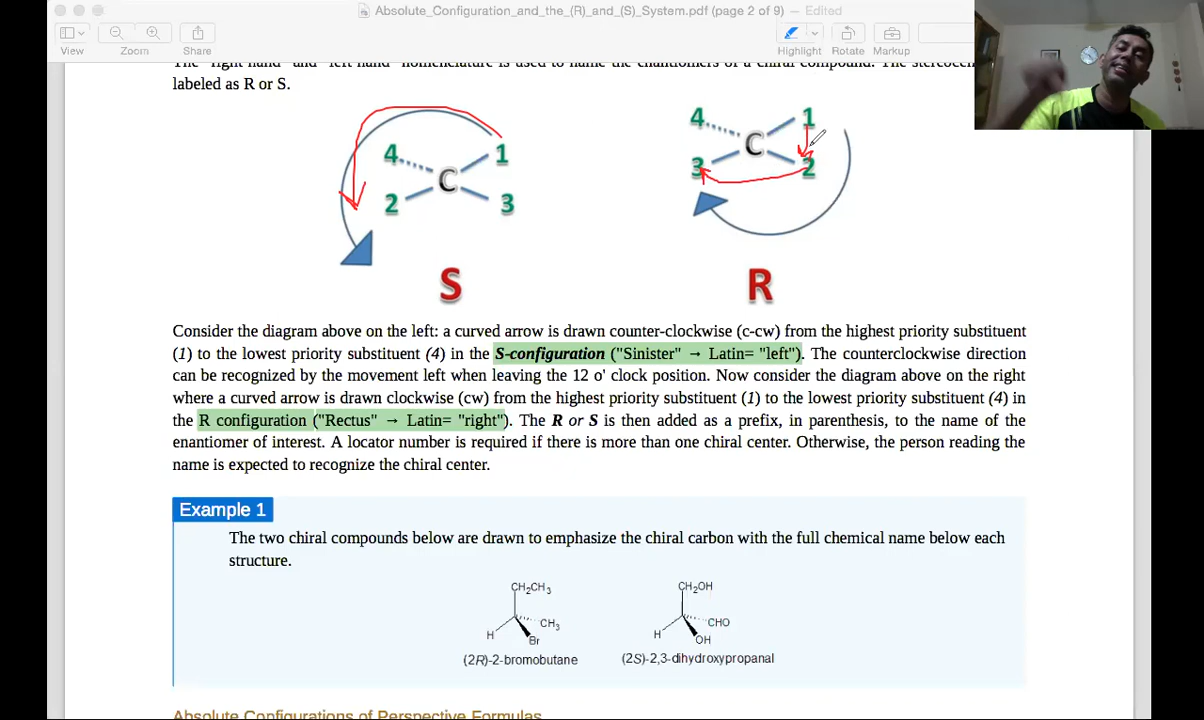 Absolute_Configuration_and_the_(R)_and_(S)_System.pdf (page 2 of 9) — Edited
View
Zoom
Share
Highlight
Rotate
Markup
labeled as R or S.
4 1
C
2 3
S
4 1
C
3 2
R
Consider the diagram above on the left: a curved arrow is drawn counter-clockwise (c-cw) from the highest priority substituent
(1) to the lowest priority substituent (4) in the S-configuration ("Sinister" → Latin= "left"). The counterclockwise direction
can be recognized by the movement left when leaving the 12 o' clock position. Now consider the diagram above on the right
where a curved arrow is drawn clockwise (cw) from the highest priority substituent (1) to the lowest priority substituent (4) in
the R configuration ("Rectus" → Latin= "right"). The R or S is then added as a prefix, in parenthesis, to the name of the
enantiomer of interest. A locator number is required if there is more than one chiral center. Otherwise, the person reading the
name is expected to recognize the chiral center.
Example 1
The two chiral compounds below are drawn to emphasize the chiral carbon with the full chemical name below each
structure.
CH₂CH₃
CH₃
H
Br
(2R)-2-bromobutane
CH₂OH
CHO
H
OH
(2S)-2,3-dihydroxypropanal
Absolute Configurations of Perspective Formulas